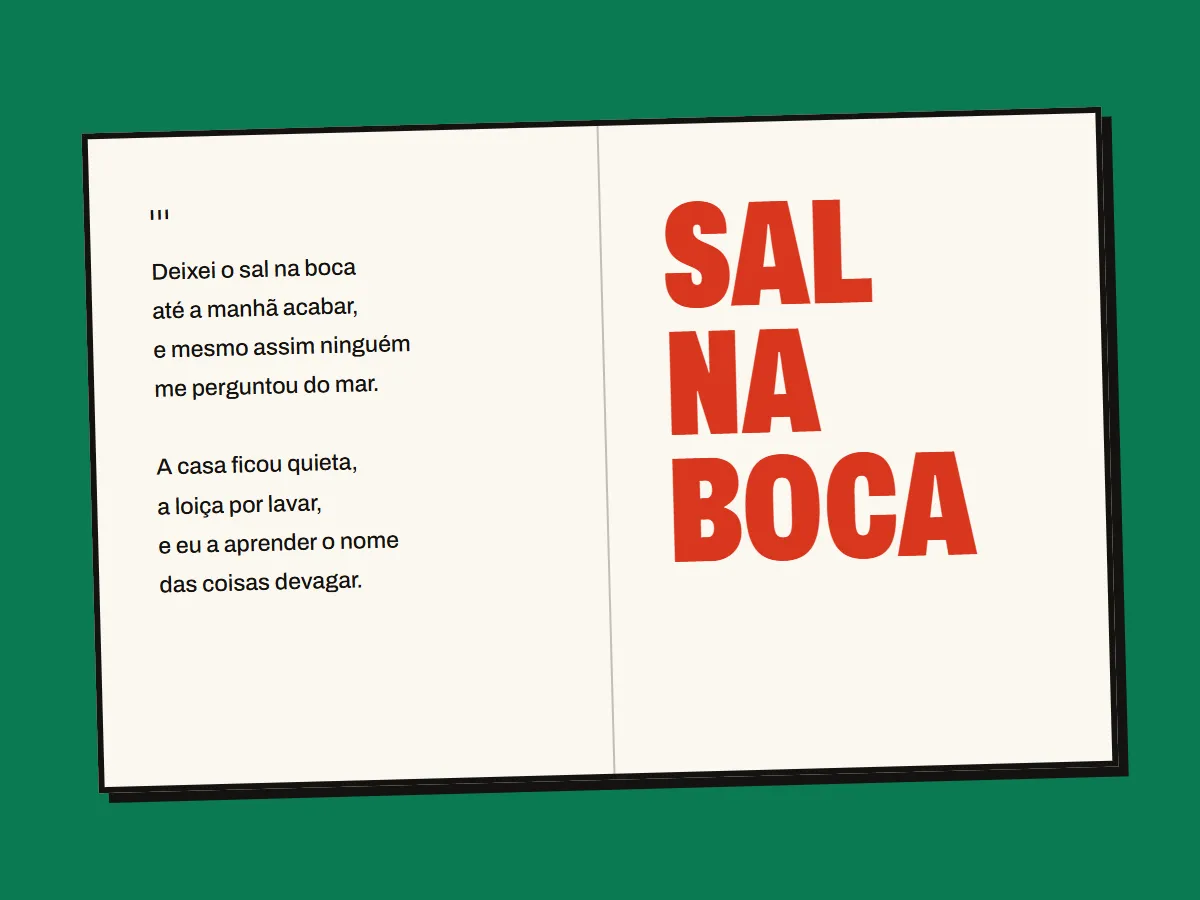 III
Deixei o sal na boca
até a manhã acabar,
e mesmo assim ninguém
me perguntou do mar.
A casa ficou quieta,
a loiça por lavar,
e eu a aprender o nome
das coisas devagar.
SAL
NA
BOCA